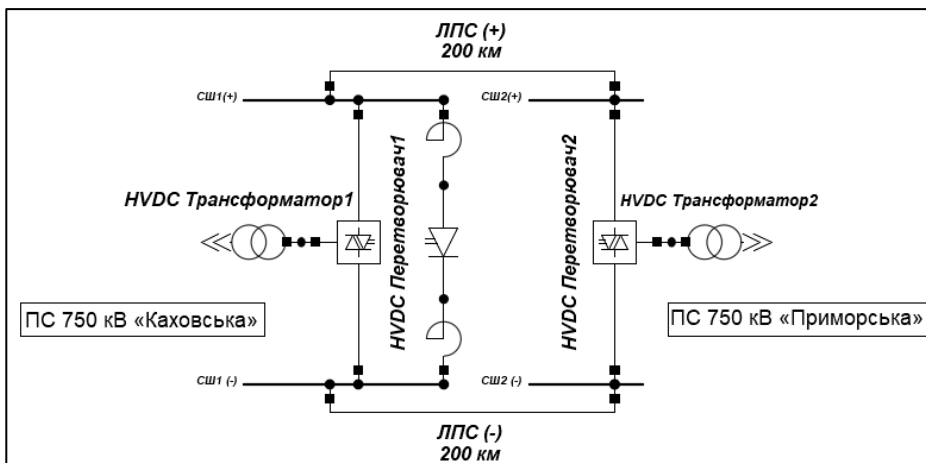 ЛПС (+)
200 км
СШ1(+)
СШ2(+)
HVDC Перетворювач1
HVDC Перетворювач2
HVDC Трансформатор1
HVDC Трансформатор2
ПС 750 кВ «Каховська»
ПС 750 кВ «Приморська»
СШ1 (-)
СШ2 (-)
ЛПС (-)
200 км